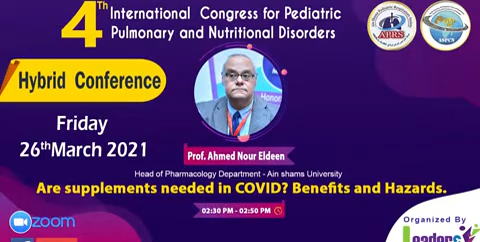 4Th International Congress for Pediatric
Pulmonary and Nutritional Disorders
APRS
Hybrid Conference
Friday
26th March 2021
Prof. Ahmed Nour Eldeen
Head of Pharmacology Department - Ain shams University
Are supplements needed in COVID? Benefits and Hazards.
02:30 PM - 02:50 PM
zoom
Organized By
Leaders